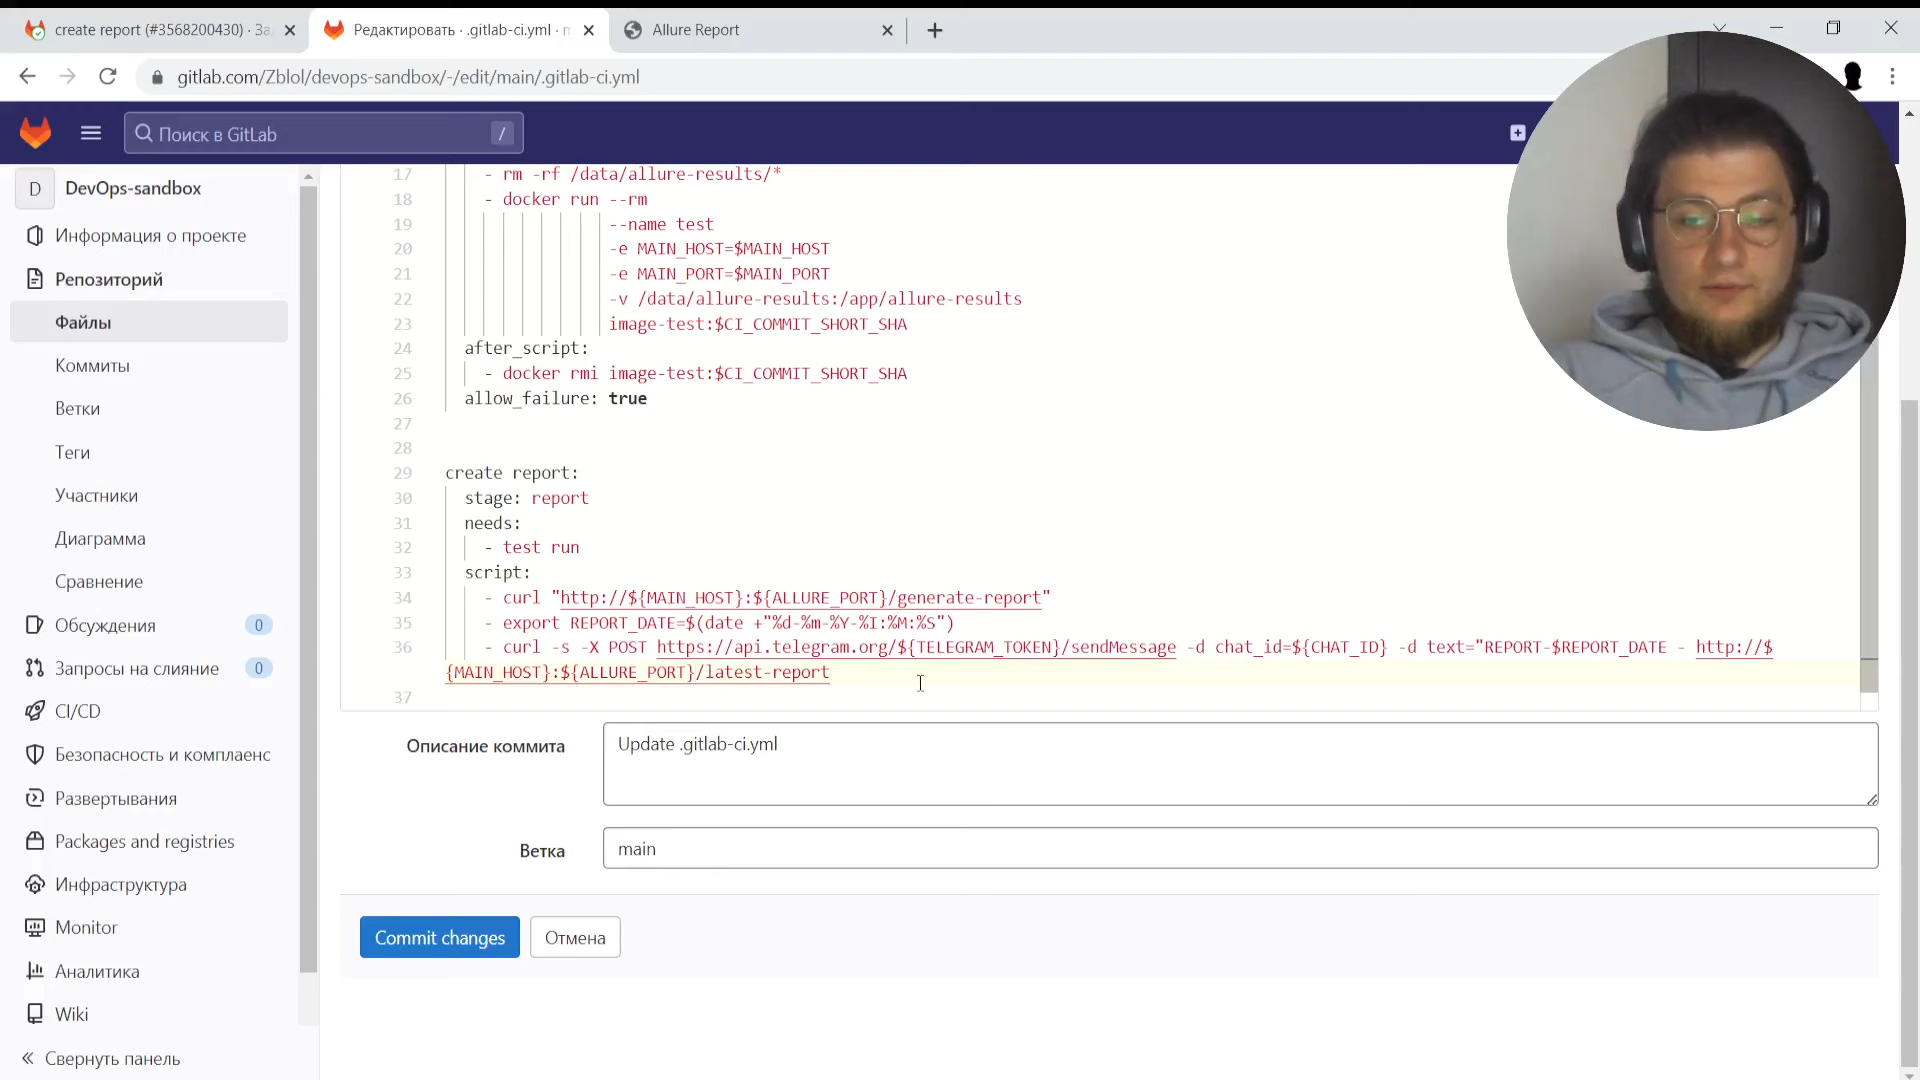 create report (#3568200430) · За
Редактировать · .gitlab-ci.yml · m
Allure Report
gitlab.com/Zblol/devops-sandbox/-/edit/main/.gitlab-ci.yml
Поиск в GitLab
/
D
DevOps-sandbox
Информация о проекте
Репозиторий
Файлы
Коммиты
Ветки
Теги
Участники
Диаграмма
Сравнение
Обсуждения 0
Запросы на слияние 0
CI/CD
Безопасность и комплаенс
Развертывания
Packages and registries
Инфраструктура
Monitor
Аналитика
Wiki
Свернуть панель
17 - rm -rf /data/allure-results/*
18 - docker run --rm
19 --name test
20 -e MAIN_HOST=$MAIN_HOST
21 -e MAIN_PORT=$MAIN_PORT
22 -v /data/allure-results:/app/allure-results
23 image-test:$CI_COMMIT_SHORT_SHA
24 after_script:
25 - docker rmi image-test:$CI_COMMIT_SHORT_SHA
26 allow_failure: true
27
28
29 create report:
30 stage: report
31 needs:
32 - test run
33 script:
34 - curl "http://${MAIN_HOST}:${ALLURE_PORT}/generate-report"
35 - export REPORT_DATE=$(date +"%d-%m-%Y-%I:%M:%S")
36 - curl -s -X POST https://api.telegram.org/${TELEGRAM_TOKEN}/sendMessage -d chat_id=${CHAT_ID} -d text="REPORT-$REPORT_DATE - http://$
{MAIN_HOST}:${ALLURE_PORT}/latest-report
37
Описание коммита
Update .gitlab-ci.yml
Ветка
main
Commit changes
Отмена